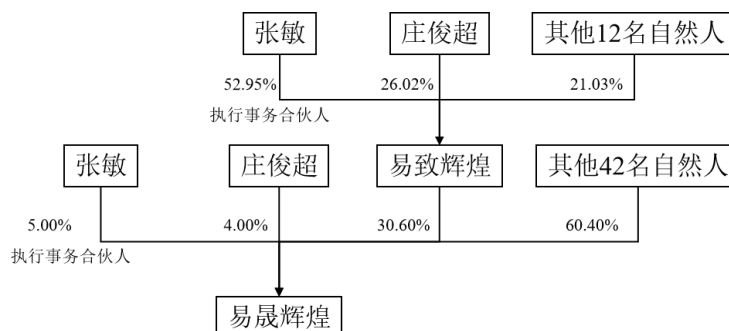 张敏
庄俊超
其他12名自然人
52.95%
26.02%
21.03%
执行事务合伙人
张敏
庄俊超
易致辉煌
其他42名自然人
5.00%
4.00%
30.60%
60.40%
执行事务合伙人
易晟辉煌